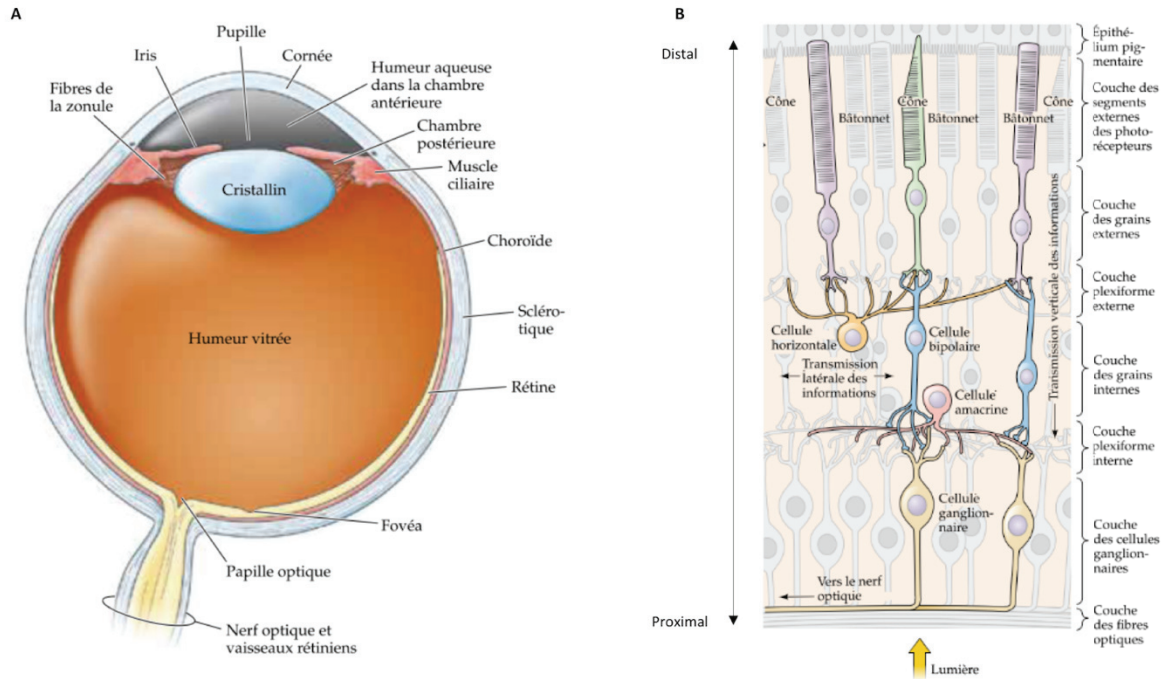 A
Pupille
Iris
Cornée
Fibres de
la zonule
Humeur aqueuse
dans la chambre
antérieure
Chambre
postérieure
Muscle
ciliaire
Cristallin
Choroïde
Scléro-
tique
Humeur vitrée
Rétine
Fovéa
Papille optique
Nerf optique et
vaisseaux rétiniens
B
Distal
Proximal
Cône
Bâtonnet
Cône
Bâtonnet
Bâtonnet
Cône
Transmission verticale des informations
Cellule
horizontale
Cellule
bipolaire
Transmission
latérale des
informations
Cellule
amacrine
Cellule
ganglion-
naire
Vers le nerf
optique
Lumière
Épithé-
lium pig-
mentaire
Couche des
segments
externes
des photo-
récepteurs
Couche
des grains
externes
Couche
plexiforme
externe
Couche
des grains
internes
Couche
plexiforme
interne
Couche
des cellules
ganglion-
naires
Couche
des fibres
optiques